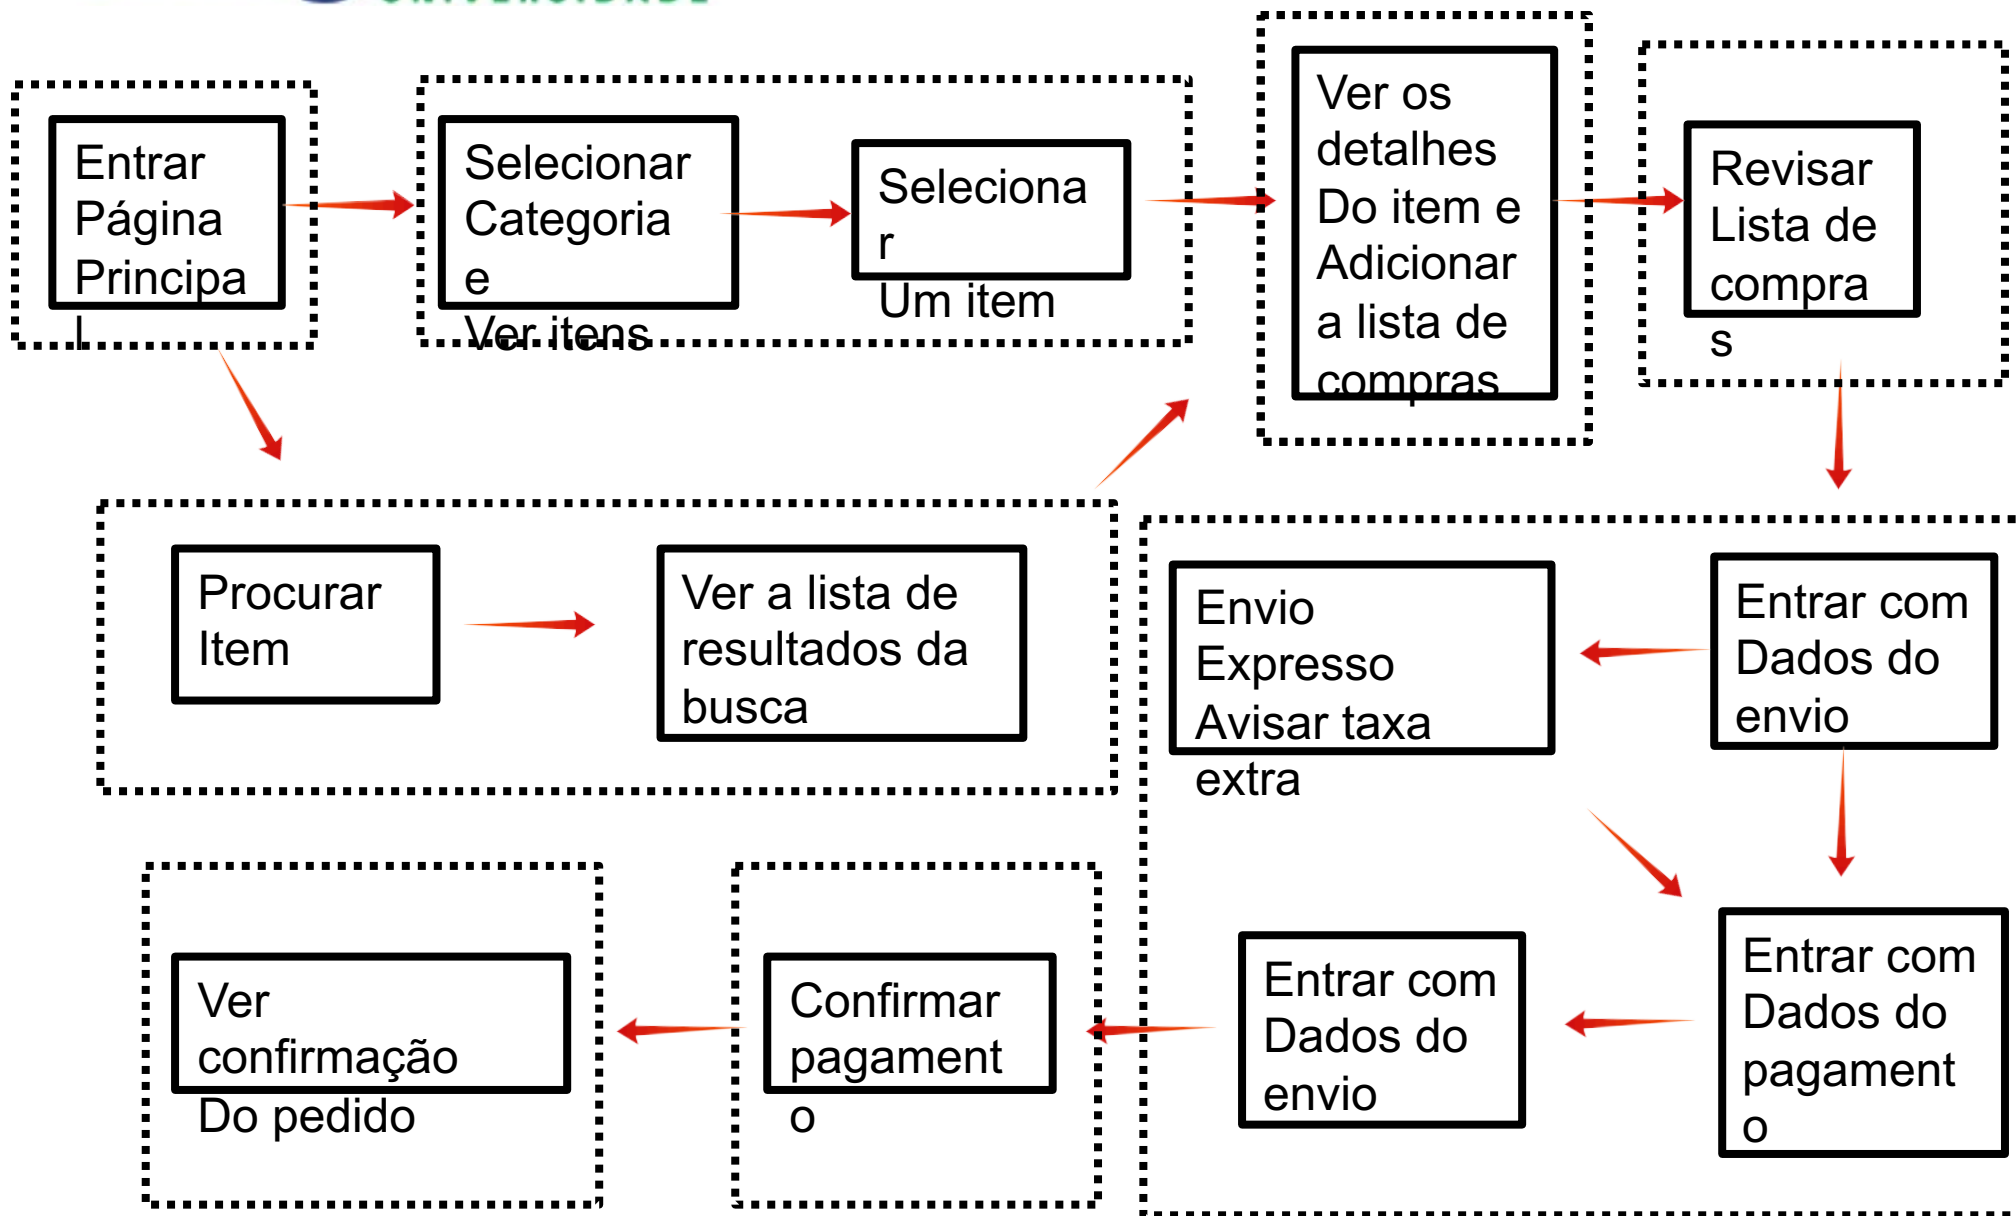 UNIVERSIDADE
Entrar
Página
Principa
l
Selecionar
Categoria
e
Ver itens
Seleciona
r
Um item
Ver os
detalhes
Do item e
Adicionar
a lista de
compras
Revisar
Lista de
compra
s
Procurar
Item
Ver a lista de
resultados da
busca
Envio
Expresso
Avisar taxa
extra
Entrar com
Dados do
envio
Ver
confirmação
Do pedido
Confirmar
pagament
o
Entrar com
Dados do
envio
Entrar com
Dados do
pagament
o